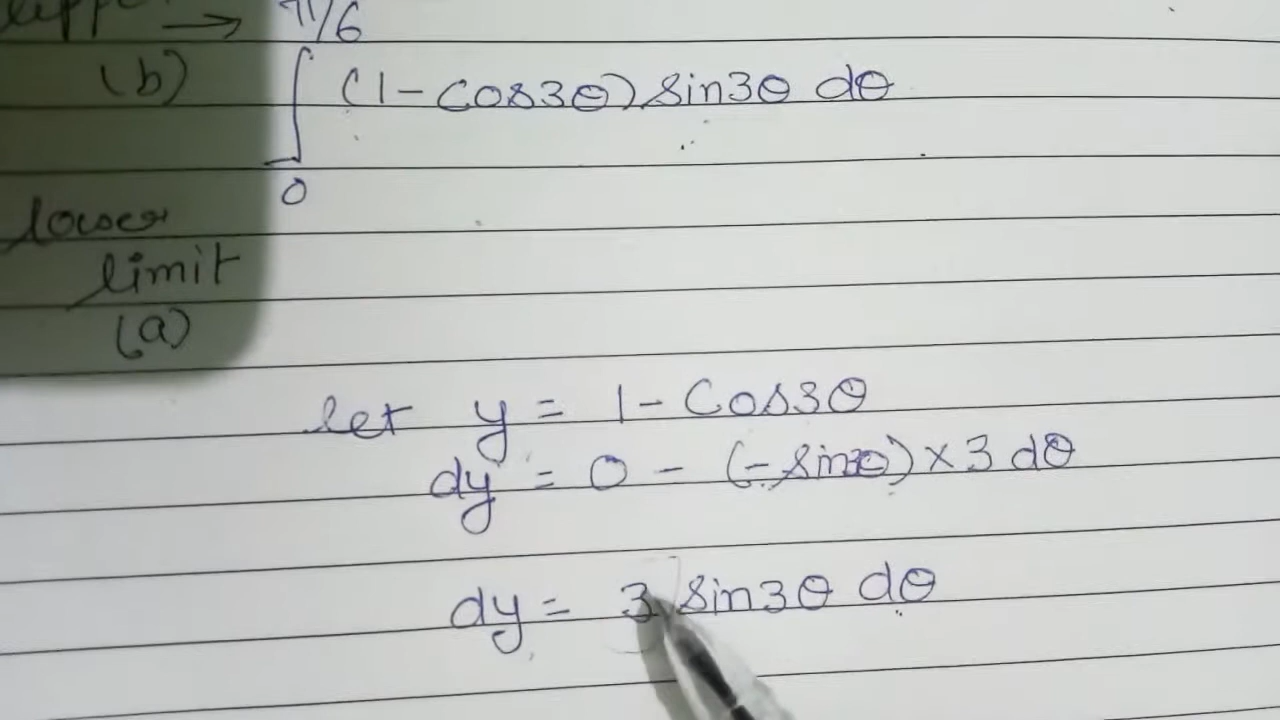 → π/6
(b) ∫ (1 - Cos3θ) sin3θ dθ
0
lower
limit
(a)
let y = 1 - Cos3θ
dy = 0 - (- sin3θ) × 3 dθ
dy = 3 sin3θ dθ